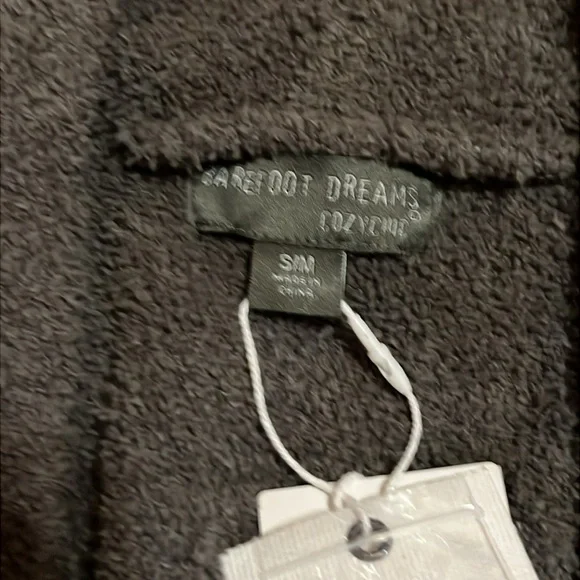 BAREFOOT DREAMS®
COZYCHIC
S/M
MADE IN
CHINA